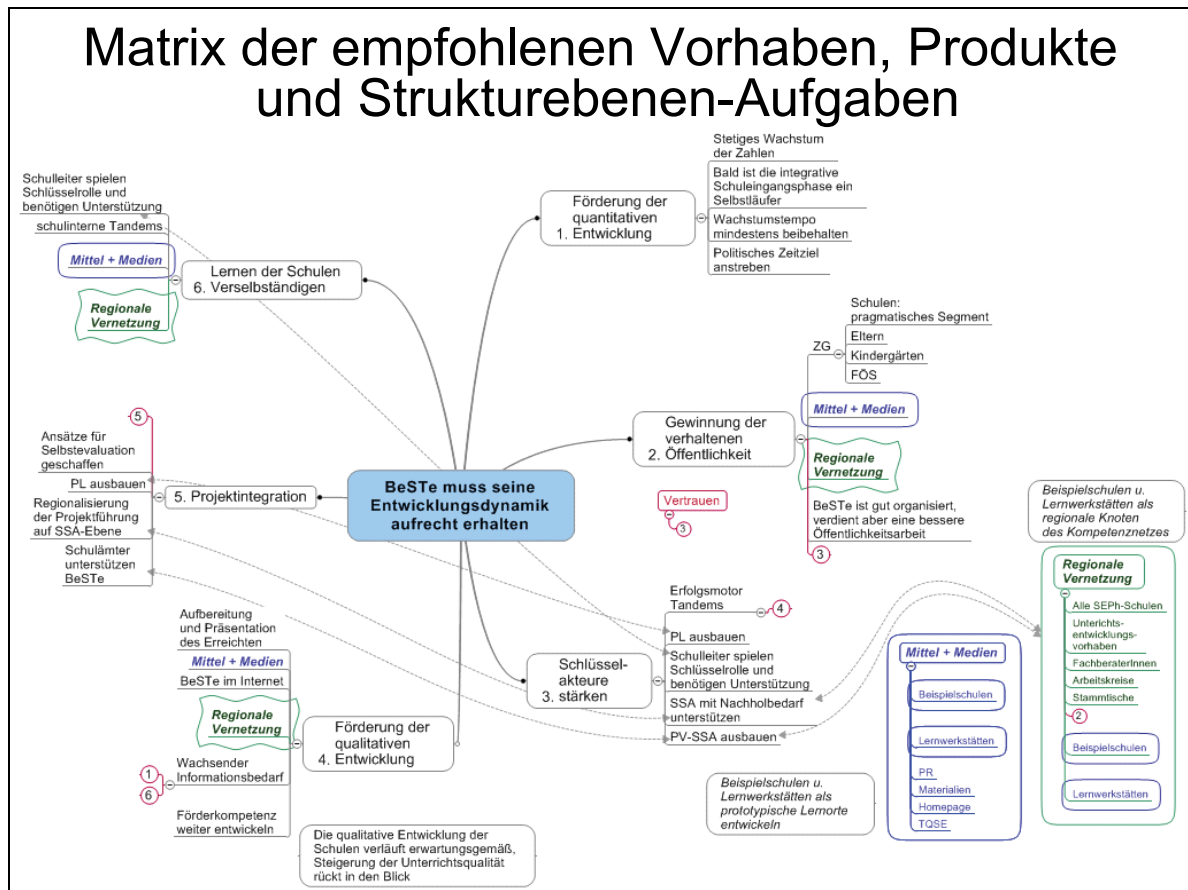 Matrix der empfohlenen Vorhaben, Produkte
und Strukturebenen-Aufgaben
BeSTe muss seine
Entwicklungsdynamik
aufrecht erhalten
Förderung der
quantitativen
1. Entwicklung
Stetiges Wachstum
der Zahlen
Bald ist die integrative
Schuleingangsphase ein
Selbstläufer
Wachstumstempo
mindestens beibehalten
Politisches Zeitziel
anstreben
Gewinnung der
verhaltenen
2. Öffentlichkeit
ZG
Schulen:
pragmatisches Segment
Eltern
Kindergärten
FÖS
Mittel + Medien
Regionale
Vernetzung
BeSTe ist gut organisiert,
verdient aber eine bessere
Öffentlichkeitsarbeit
3
Vertrauen
3
Schlüssel-
akteure
3. stärken
Erfolgsmotor
Tandems
4
PL ausbauen
Schulleiter spielen
Schlüsselrolle und
benötigen Unterstützung
SSA mit Nachholbedarf
unterstützen
PV-SSA ausbauen
Förderung der
qualitativen
4. Entwicklung
Aufbereitung
und Präsentation
des Erreichten
Mittel + Medien
BeSTe im Internet
Regionale
Vernetzung
Wachsender
Informationsbedarf
1
6
Förderkompetenz
weiter entwickeln
Die qualitative Entwicklung der
Schulen verläuft erwartungsgemäß,
Steigerung der Unterrichtsqualität
rückt in den Blick
5. Projektintegration
5
Ansätze für
Selbstevaluation
geschaffen
PL ausbauen
Regionalisierung
der Projektführung
auf SSA-Ebene
Schulämter
unterstützen
BeSTe
Lernen der Schulen
6. Verselbständigen
Schulleiter spielen
Schlüsselrolle und
benötigen Unterstützung
schulinterne Tandems
Mittel + Medien
Regionale
Vernetzung
Beispielschulen u.
Lernwerkstätten als
prototypische Lernorte
entwickeln
Mittel + Medien
Beispielschulen
Lernwerkstätten
PR
Materialien
Homepage
TQSE
Beispielschulen u.
Lernwerkstätten als
regionale Knoten
des Kompetenznetzes
Regionale
Vernetzung
Alle SEPh-Schulen
Unterichts-
entwicklungs-
vorhaben
FachberaterInnen
Arbeitskreise
Stammtische
2
Beispielschulen
Lernwerkstätten